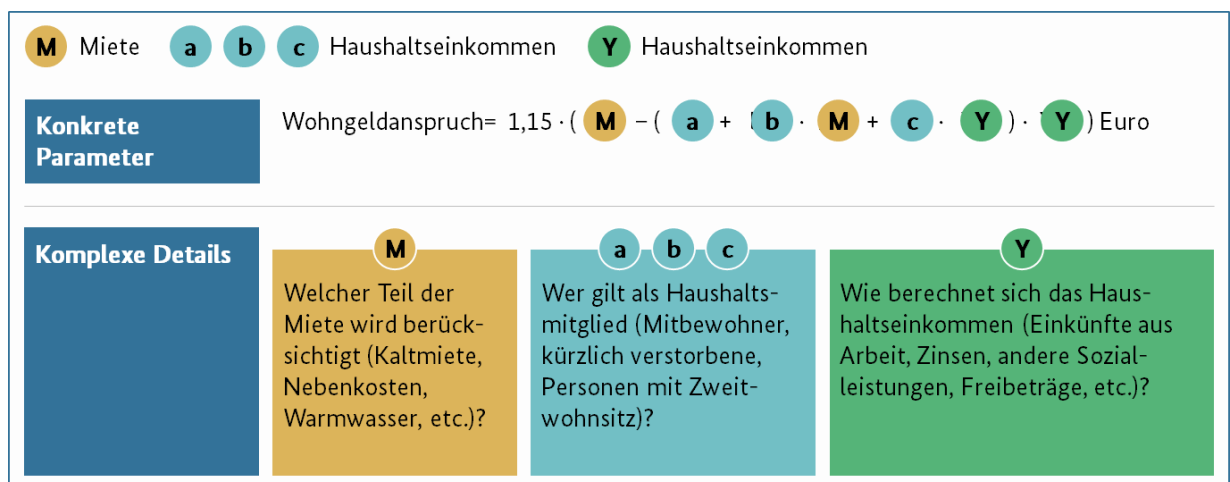 M Miete a b c Haushaltseinkommen Y Haushaltseinkommen
Konkrete
Parameter
Wohngeldanspruch= 1,15 · ( M – ( a + b · M + c · Y ) · Y ) Euro
Komplexe Details
M
Welcher Teil der
Miete wird berück-
sichtigt (Kaltmiete,
Nebenkosten,
Warmwasser, etc.)?
a b c
Wer gilt als Haushalts-
mitglied (Mitbewohner,
kürzlich verstorbene,
Personen mit Zweit-
wohnsitz)?
Y
Wie berechnet sich das Haus-
haltseinkommen (Einkünfte aus
Arbeit, Zinsen, andere Sozial-
leistungen, Freibeträge, etc.)?